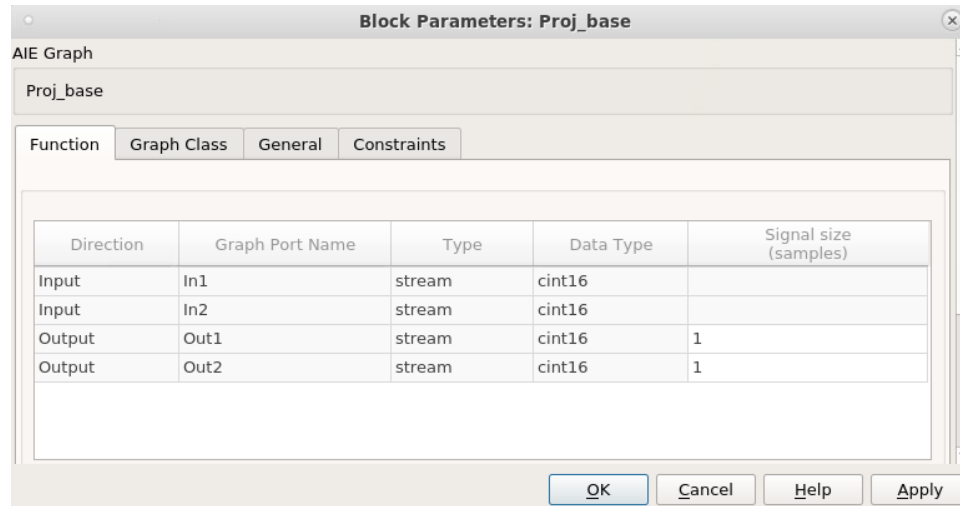 Block Parameters: Proj_base
AIE Graph
Proj_base
Function Graph Class General Constraints
Direction Graph Port Name Type Data Type Signal size (samples)
Input In1 stream cint16
Input In2 stream cint16
Output Out1 stream cint16 1
Output Out2 stream cint16 1
OK Cancel Help Apply